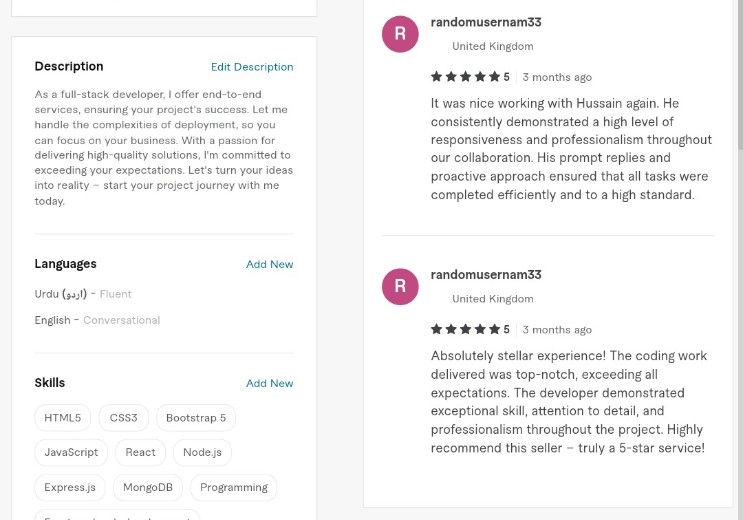 Description
Edit Description
As a full-stack developer, I offer end-to-end
services, ensuring your project's success. Let me
handle the complexities of deployment, so you
can focus on your business. With a passion for
delivering high-quality solutions, I'm committed to
exceeding your expectations. Let's turn your ideas
into reality – start your project journey with me
today.
Languages
Add New
Urdu (اردو) – Fluent
English – Conversational
Skills
Add New
HTML5
CSS3
Bootstrap 5
JavaScript
React
Node.js
Express.js
MongoDB
Programming
R
randomusernam33
United Kingdom
★★★★★ 5 | 3 months ago
It was nice working with Hussain again. He
consistently demonstrated a high level of
responsiveness and professionalism throughout
our collaboration. His prompt replies and
proactive approach ensured that all tasks were
completed efficiently and to a high standard.
R
randomusernam33
United Kingdom
★★★★★ 5 | 3 months ago
Absolutely stellar experience! The coding work
delivered was top-notch, exceeding all
expectations. The developer demonstrated
exceptional skill, attention to detail, and
professionalism throughout the project. Highly
recommend this seller – truly a 5-star service!